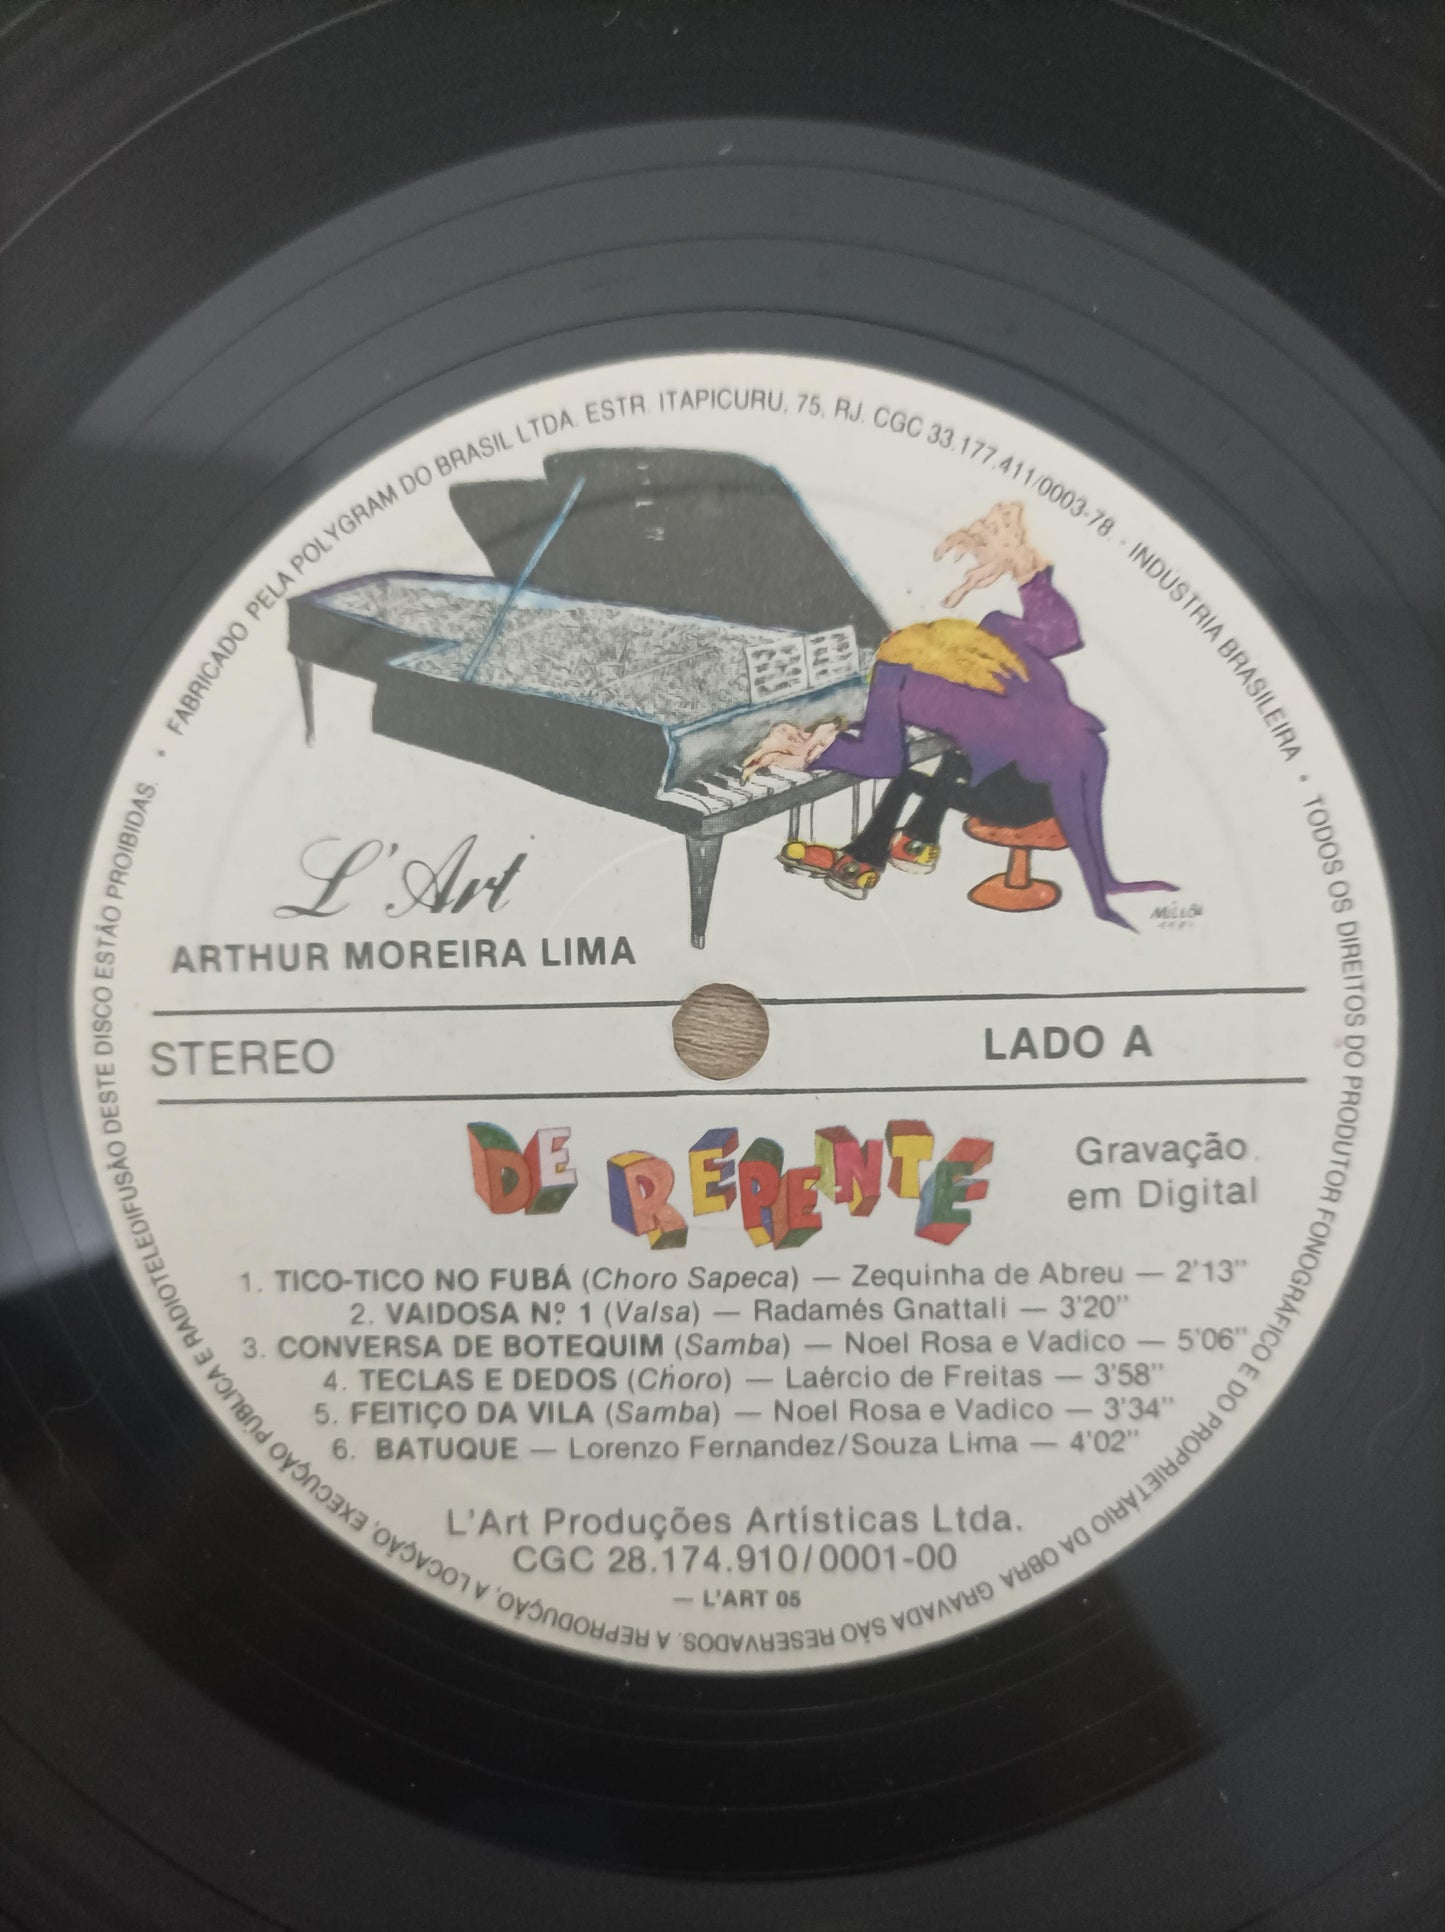 FABRICADO PELA POLYGRAM DO BRASIL LTDA. ESTR. ITAPICURU, 75, RJ. CGC 33.177.411/0003-78. - INDÚSTRIA BRASILEIRA • TODOS OS DIREITOS DO PRODUTOR FONOGRÁFICO E DO PROPRIETÁRIO DA OBRA GRAVADA SÃO RESERVADOS. A REPRODUÇÃO, A LOCAÇÃO, EXECUÇÃO PÚBLICA E RADIOTELEDIFUSÃO DESTE DISCO ESTÃO PROIBIDAS. •
L'Art
ARTHUR MOREIRA LIMA
STEREO
LADO A
DE REPENTE
Gravação
em Digital
1. TICO-TICO NO FUBÁ (Choro Sapeca) — Zequinha de Abreu — 2'13"
2. VAIDOSA Nº 1 (Valsa) — Radamés Gnattali — 3'20"
3. CONVERSA DE BOTEQUIM (Samba) — Noel Rosa e Vadico — 5'06"
4. TECLAS E DEDOS (Choro) — Laércio de Freitas — 3'58"
5. FEITIÇO DA VILA (Samba) — Noel Rosa e Vadico — 3'34"
6. BATUQUE — Lorenzo Fernandez/Souza Lima — 4'02"
L'Art Produções Artísticas Ltda.
CGC 28.174.910/0001-00
— L'ART 05